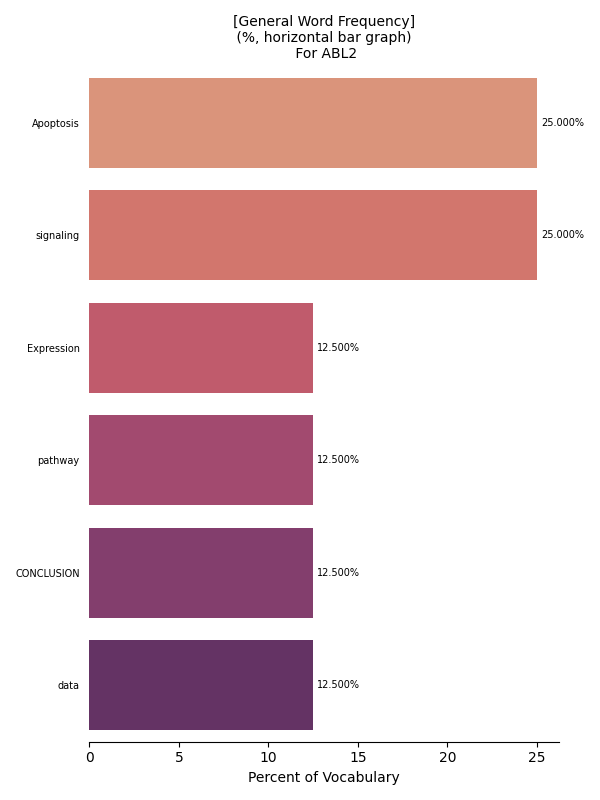 [General Word Frequency]
(%, horizontal bar graph)
For ABL2
Apoptosis 25.000%
signaling 25.000%
Expression 12.500%
pathway 12.500%
CONCLUSION 12.500%
data 12.500%
0 5 10 15 20 25
Percent of Vocabulary